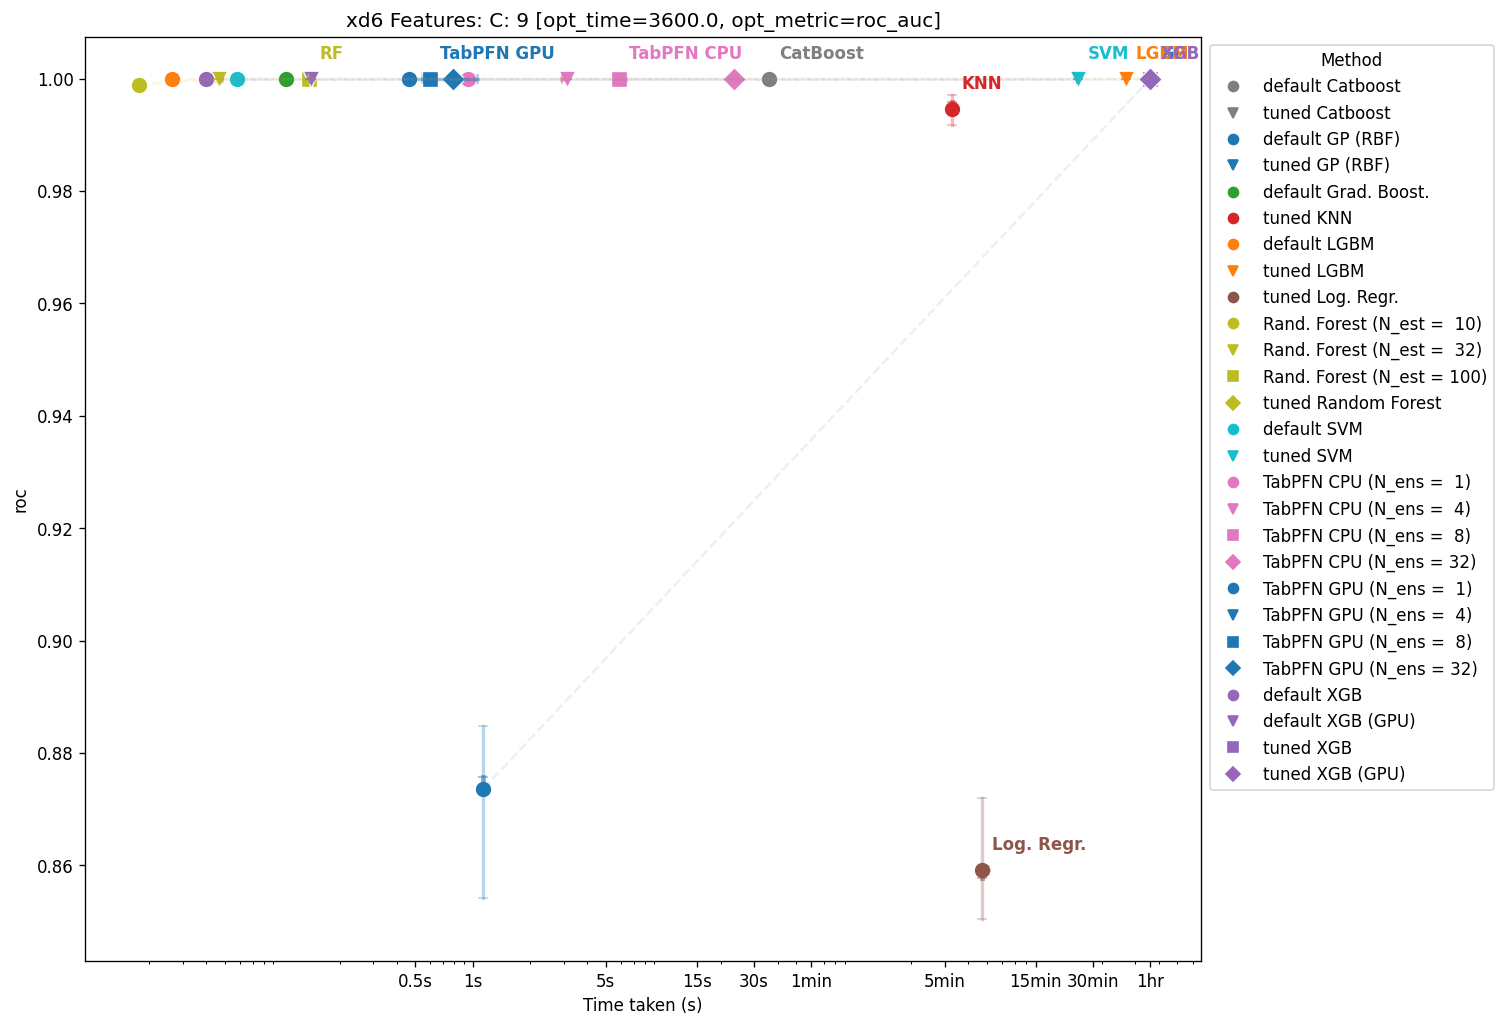 xd6 Features: C: 9 [opt_time=3600.0, opt_metric=roc_auc]
RF
TabPFN GPU
TabPFN CPU
CatBoost
SVM
LGBM
XGB
KNN
Log. Regr.
1.00
0.98
0.96
0.94
0.92
0.90
0.88
0.86
roc
0.5s
1s
5s
15s
30s
1min
5min
15min
30min
1hr
Time taken (s)
Method
default Catboost
tuned Catboost
default GP (RBF)
tuned GP (RBF)
default Grad. Boost.
tuned KNN
default LGBM
tuned LGBM
tuned Log. Regr.
Rand. Forest (N_est =  10)
Rand. Forest (N_est =  32)
Rand. Forest (N_est = 100)
tuned Random Forest
default SVM
tuned SVM
TabPFN CPU (N_ens =  1)
TabPFN CPU (N_ens =  4)
TabPFN CPU (N_ens =  8)
TabPFN CPU (N_ens = 32)
TabPFN GPU (N_ens =  1)
TabPFN GPU (N_ens =  4)
TabPFN GPU (N_ens =  8)
TabPFN GPU (N_ens = 32)
default XGB
default XGB (GPU)
tuned XGB
tuned XGB (GPU)